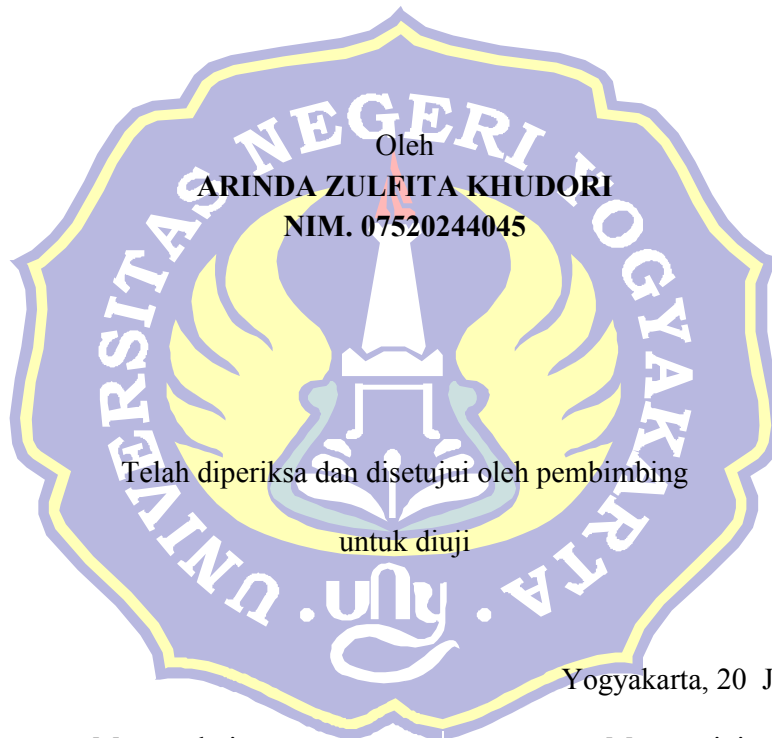 UNIVERSITAS NEGERI YOGYAKARTA
Oleh
ARINDA ZULFITA KHUDORI
NIM. 07520244045
Telah diperiksa dan disetujui oleh pembimbing
untuk diuji
uny
Yogyakarta, 20 J